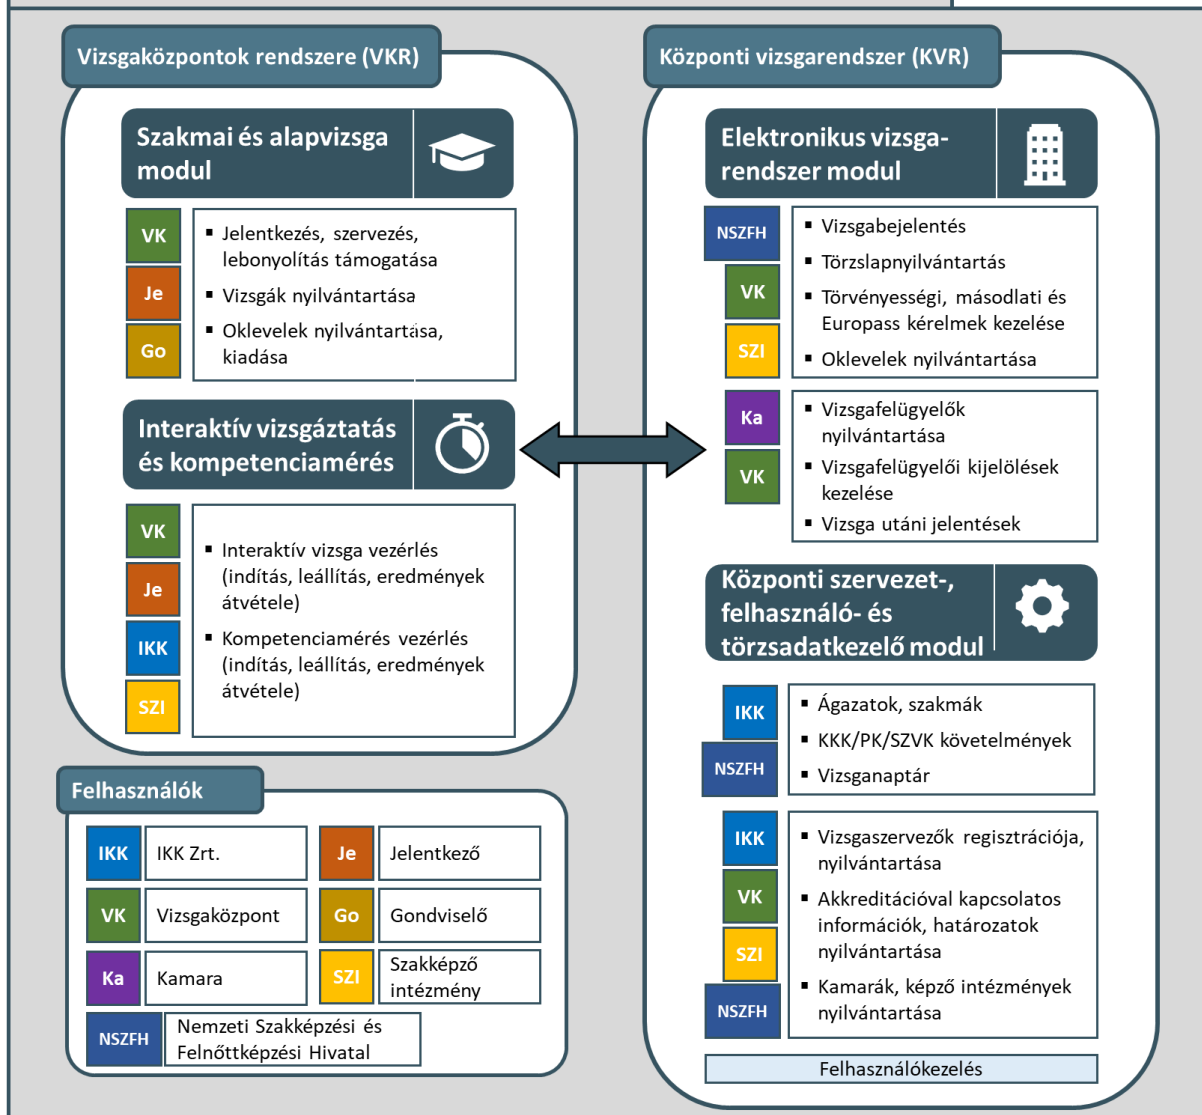 Vizsgaközpontok rendszere (VKR)
Szakmai és alapvizsga
modul
VK
Je
Go
▪ Jelentkezés, szervezés,
lebonyolítás támogatása
▪ Vizsgák nyilvántartása
▪ Oklevelek nyilvántartása,
kiadása
Interaktív vizsgáztatás
és kompetenciamérés
VK
Je
IKK
SZI
▪ Interaktív vizsga vezérlés
(indítás, leállítás, eredmények
átvétele)
▪ Kompetenciamérés vezérlés
(indítás, leállítás, eredmények
átvétele)
Felhasználók
IKK
IKK Zrt.
Je
Jelentkező
VK
Vizsgaközpont
Go
Gondviselő
Ka
Kamara
SZI
Szakképző
intézmény
NSZFH
Nemzeti Szakképzési és
Felnőttképzési Hivatal
Központi vizsgarendszer (KVR)
Elektronikus vizsga-
rendszer modul
NSZFH
VK
SZI
▪ Vizsgabejelentés
▪ Törzslapnyilvántartás
▪ Törvényességi, másodlati és
Europass kérelmek kezelése
▪ Oklevelek nyilvántartása
Ka
VK
▪ Vizsgafelügyelők
nyilvántartása
▪ Vizsgafelügyelői kijelölések
kezelése
▪ Vizsga utáni jelentések
Központi szervezet-,
felhasználó- és
törzsadatkezelő modul
IKK
NSZFH
▪ Ágazatok, szakmák
▪ KKK/PK/SZVK követelmények
▪ Vizsganaptár
IKK
VK
SZI
NSZFH
▪ Vizsgaszervezők regisztrációja,
nyilvántartása
▪ Akkreditációval kapcsolatos
információk, határozatok
nyilvántartása
▪ Kamarák, képző intézmények
nyilvántartása
Felhasználókezelés